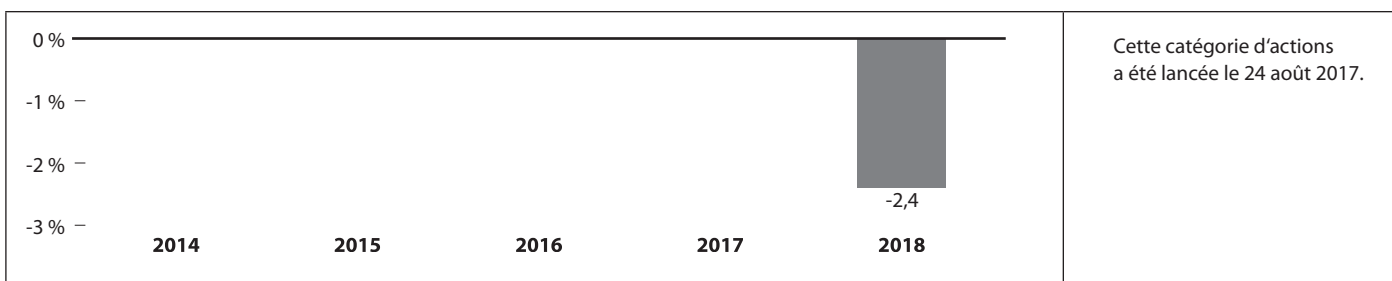 0 %
-1 %
-2 %
-3 %
-2,4
2014 2015 2016 2017 2018
Cette catégorie d‘actions
a été lancée le 24 août 2017.